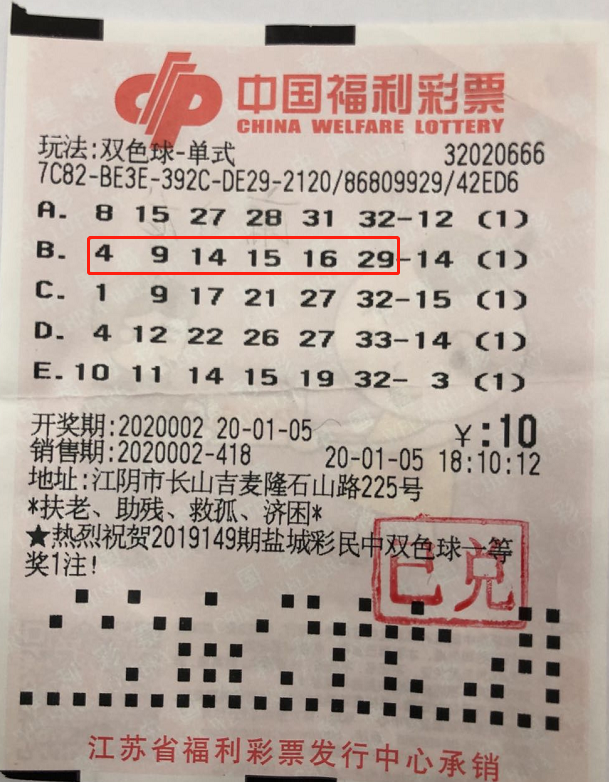 中国福利彩票
CHINA WELFARE LOTTERY
玩法:双色球-单式 32020666
7C82-BE3E-392C-DE29-2120/86809929/42ED6
A. 8 15 27 28 31 32-12 (1)
B. 4 9 14 15 16 29-14 (1)
C. 1 9 17 21 27 32-15 (1)
D. 4 12 22 26 27 33-14 (1)
E. 10 11 14 15 19 32- 3 (1)
开奖期:2020002 20-01-05 ¥:10
销售期:2020002-418 20-01-05 18:10:12
地址:江阴市长山吉麦隆石山路225号
*扶老、助残、救孤、济困*
★热烈祝贺2019149期盐城彩民中双色球一等
奖1注!
已兑
江苏省福利彩票发行中心承销